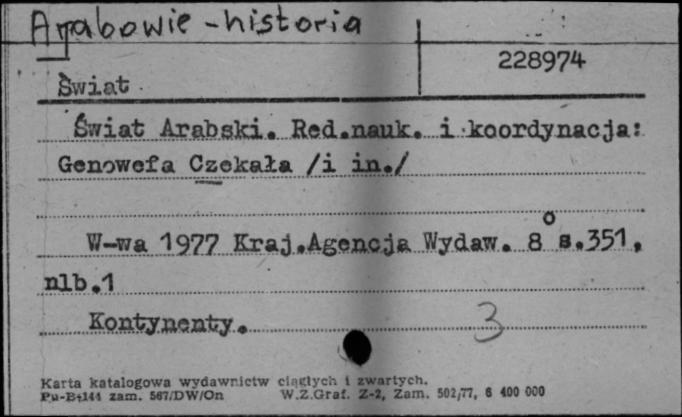 Arabowie - historia
228974
Świat
Świat Arabski. Red.nauk. i koordynacja:
Genowefa Czekała /i in./
W-wa 1977 Kraj.Agencja Wydaw. 8° s.351,
nlb.1
Kontynenty.
3
Karta katalogowa wydawnictw ciągłych i zwartych.
Pu-B-144 zam. 567/DW/On W.Z.Graf. Z-2, Zam. 502/77, 6 400 000